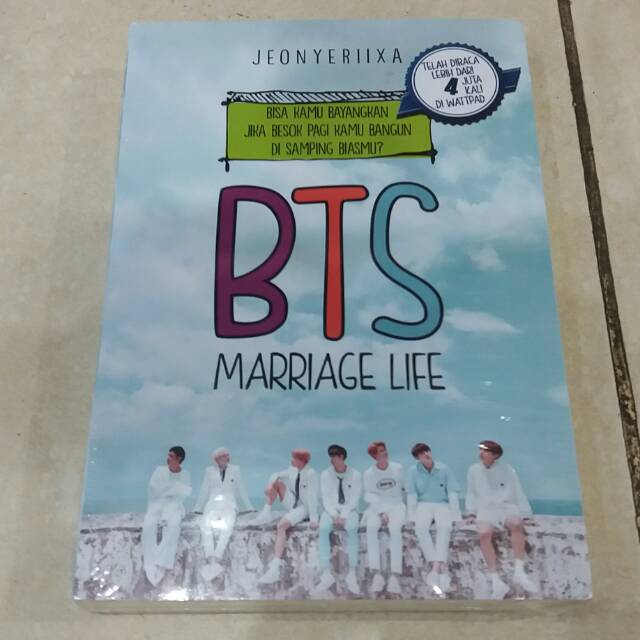 JEONYERIIXA
TELAH DIBACA
LEBIH DARI
4 JUTA
KALI
DI WATTPAD
BISA KAMU BAYANGKAN
JIKA BESOK PAGI KAMU BANGUN
DI SAMPING BIASMU?
BTS
MARRIAGE LIFE